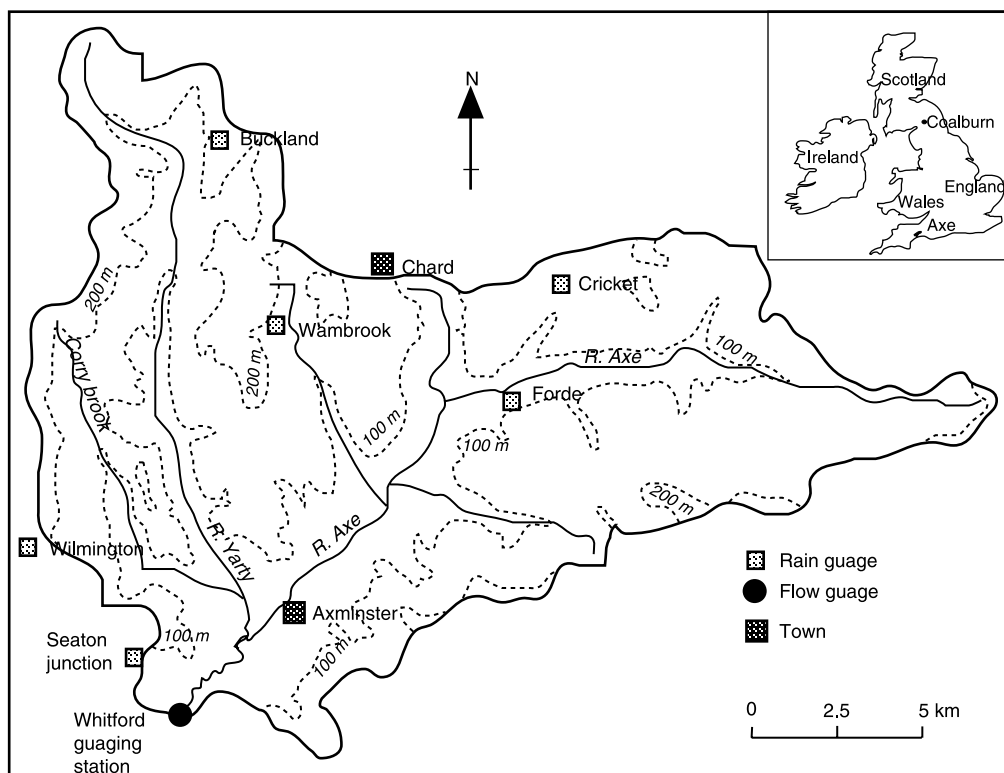 N
Scotland
Coalburn
Ireland
England
Wales
Axe
Buckland
Chard
Cricket
200 m
Wambrook
R. Axe
100 m
Corry brook
200 m
Forde
100 m
100 m
200 m
Wilmington
R. Yarty
R. Axe
Rain guage
Flow guage
Axminster
Town
100 m
Seaton
junction
100 m
Whitford
guaging
station
0 2.5 5 km